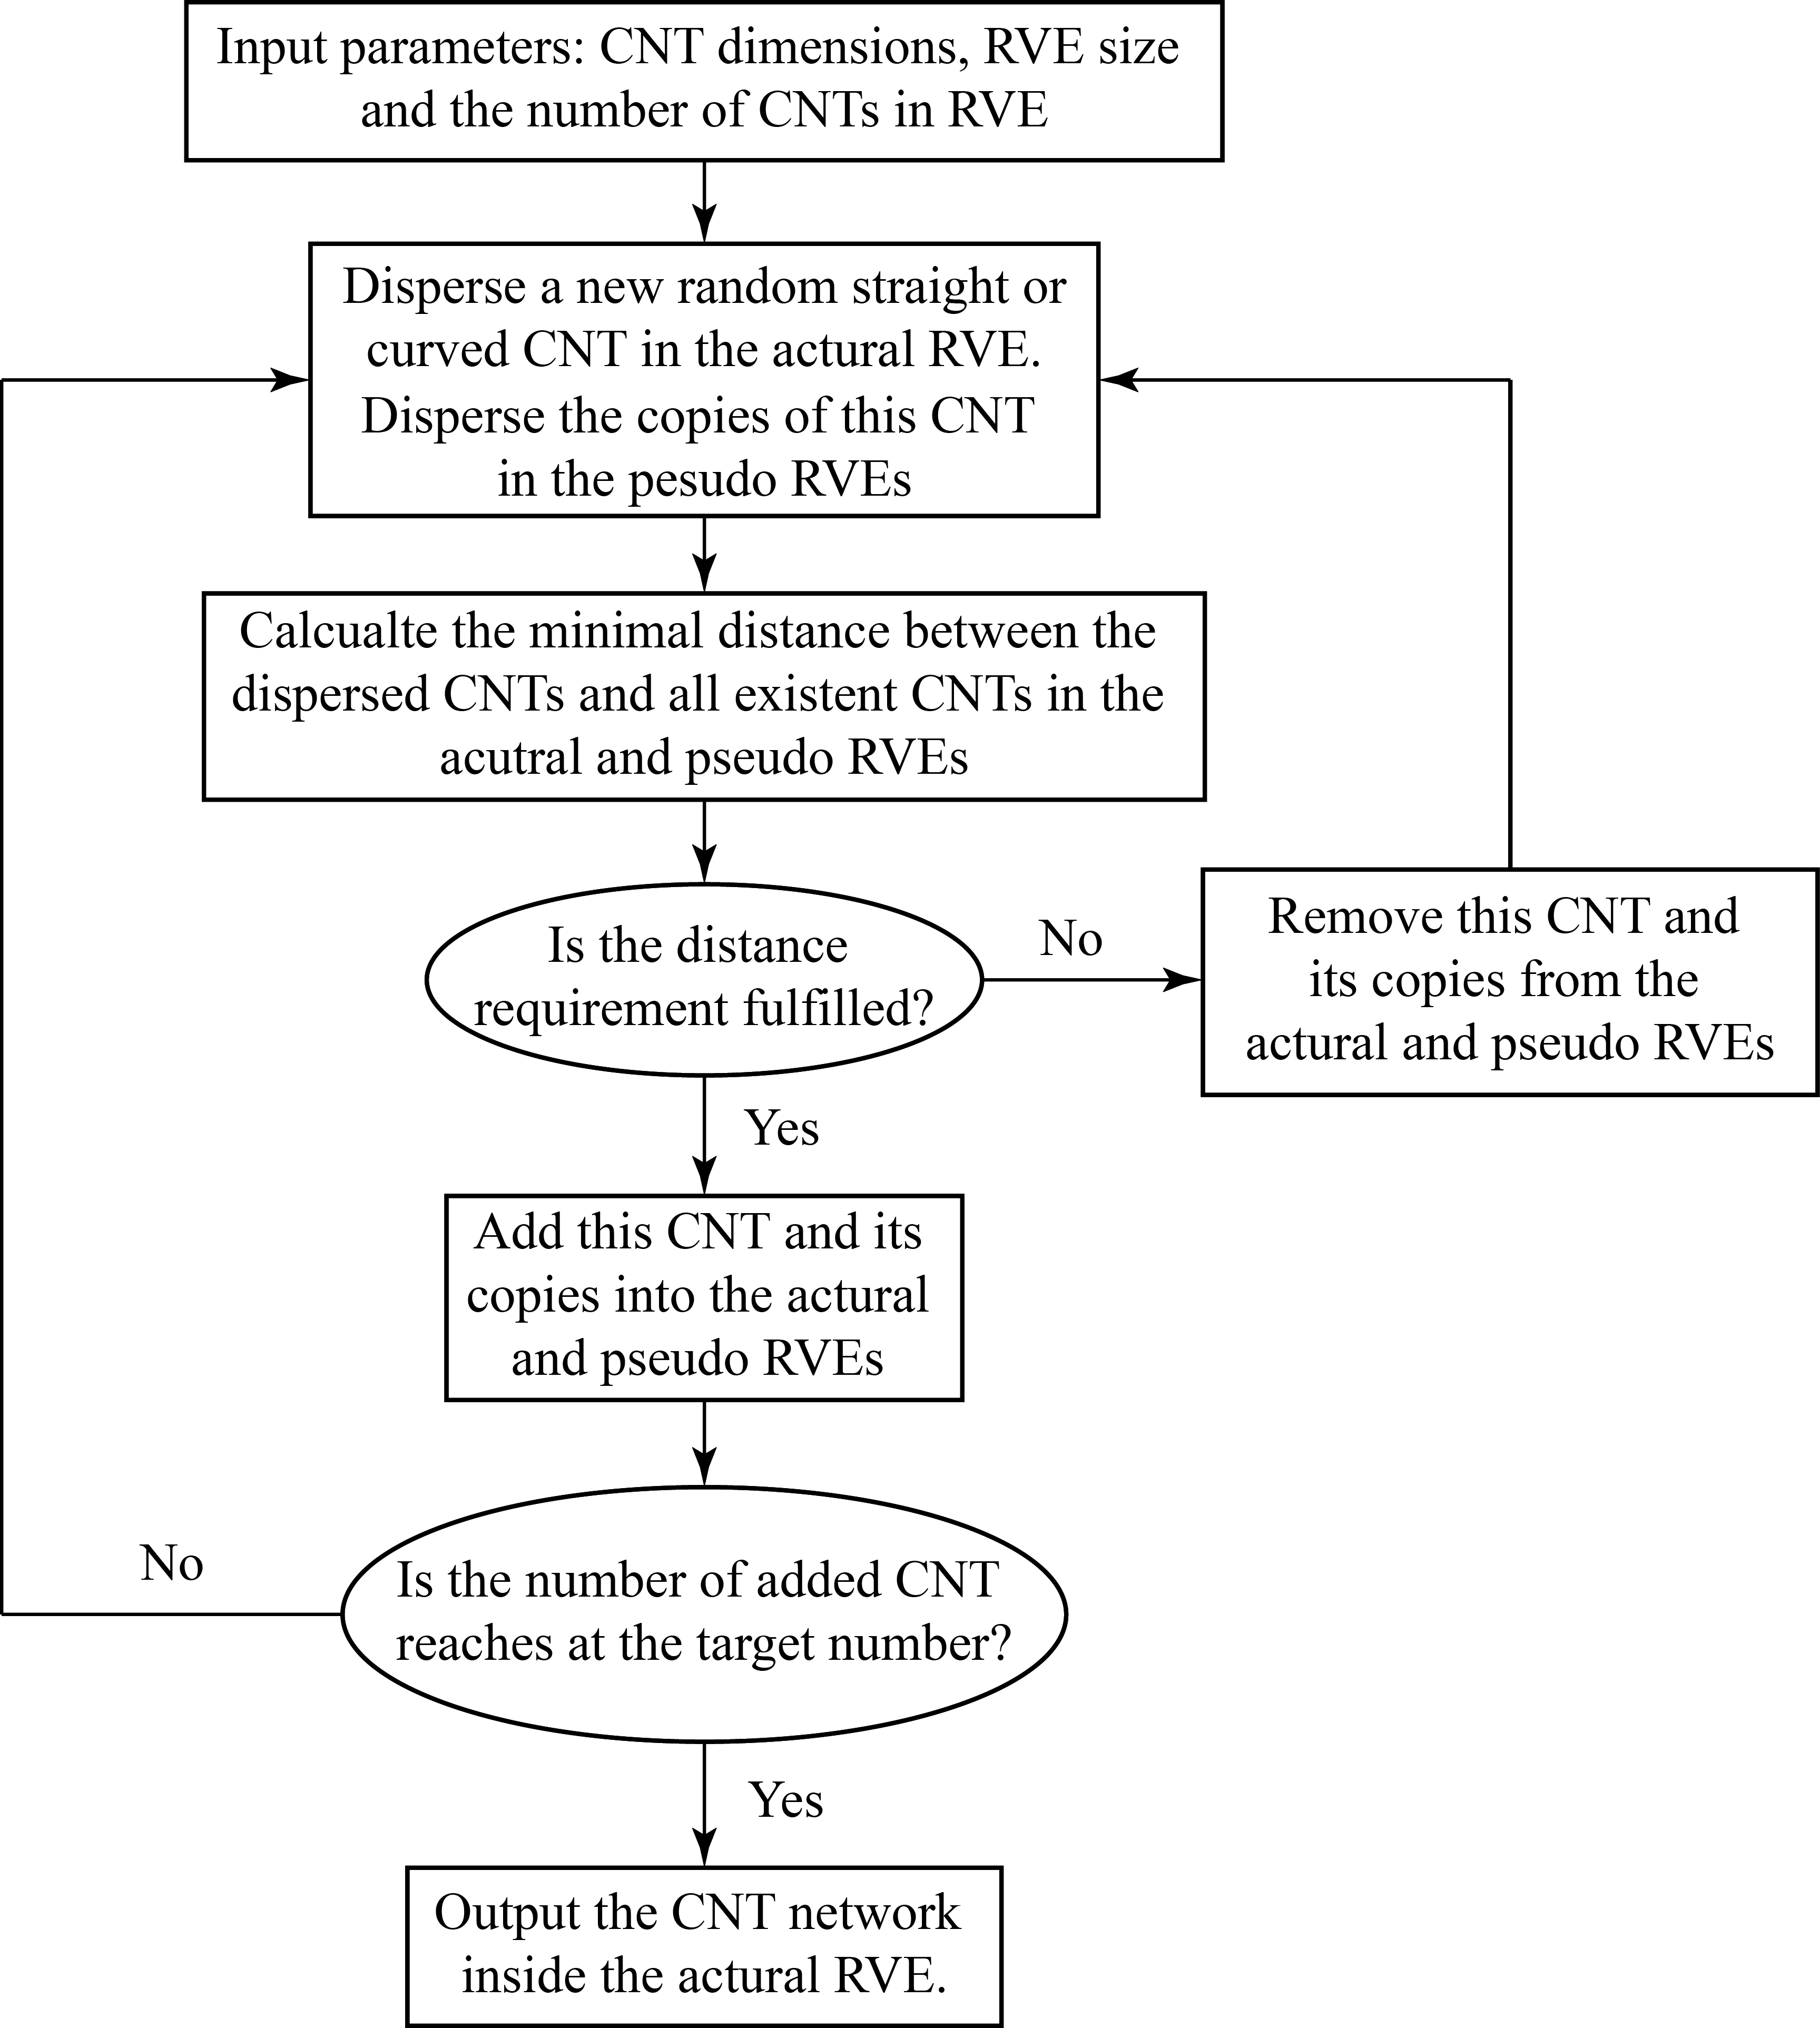 Input parameters: CNT dimensions, RVE size
and the number of CNTs in RVE
Disperse a new random straight or
curved CNT in the actural RVE.
Disperse the copies of this CNT
in the pesudo RVEs
Calcualte the minimal distance between the
dispersed CNTs and all existent CNTs in the
acutral and pseudo RVEs
Is the distance
requirement fulfilled?
No
Remove this CNT and
its copies from the
actural and pseudo RVEs
Yes
Add this CNT and its
copies into the actural
and pseudo RVEs
Is the number of added CNT
reaches at the target number?
No
Yes
Output the CNT network
inside the actural RVE.